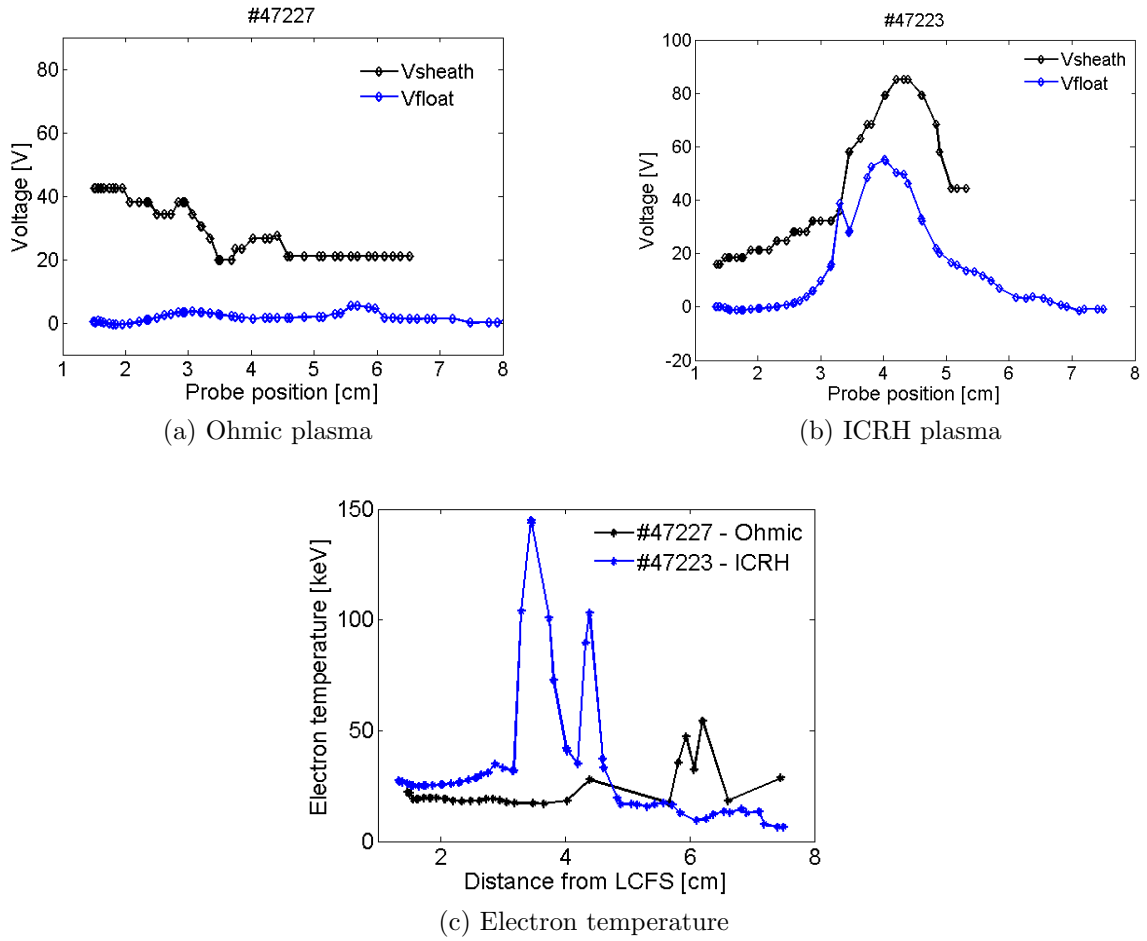 #47227
80
60
40
20
0
Voltage [V]
Vsheath
Vfloat
1 2 3 4 5 6 7 8
Probe position [cm]
(a) Ohmic plasma
#47223
100
80
60
40
20
0
-20
Voltage [V]
Vsheath
Vfloat
1 2 3 4 5 6 7 8
Probe position [cm]
(b) ICRH plasma
150
100
50
0
Electron temperature [keV]
#47227 - Ohmic
#47223 - ICRH
2 4 6 8
Distance from LCFS [cm]
(c) Electron temperature